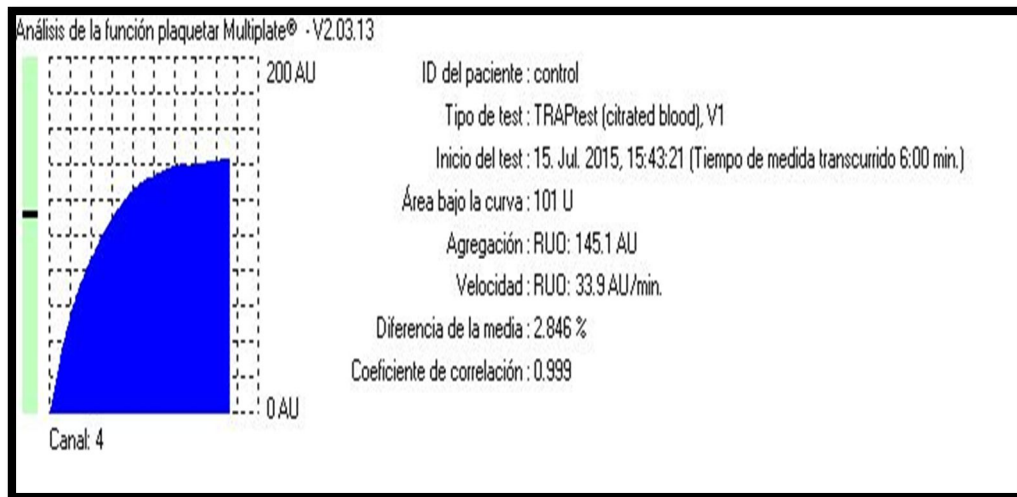 Análisis de la función plaquetar Multiplate® - V2.03.13
200 AU
ID del paciente : control
Tipo de test : TRAPtest (citrated blood), V1
Inicio del test : 15. Jul. 2015, 15:43:21 (Tiempo de medida transcurrido 6:00 min.)
Área bajo la curva : 101 U
Agregación : RUO: 145.1 AU
Velocidad : RUO: 33.9 AU/min.
Diferencia de la media : 2.846 %
Coeficiente de correlación : 0.999
0 AU
Canal: 4